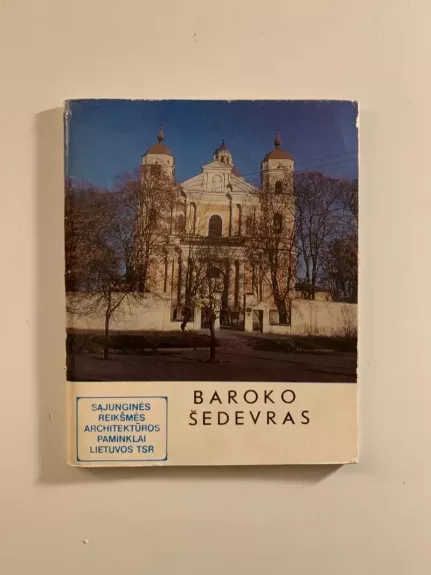 BAROKO
ŠEDEVRAS
SĄJUNGINĖS
REIKŠMĖS
ARCHITEKTŪROS
PAMINKLAI
LIETUVOS TSR